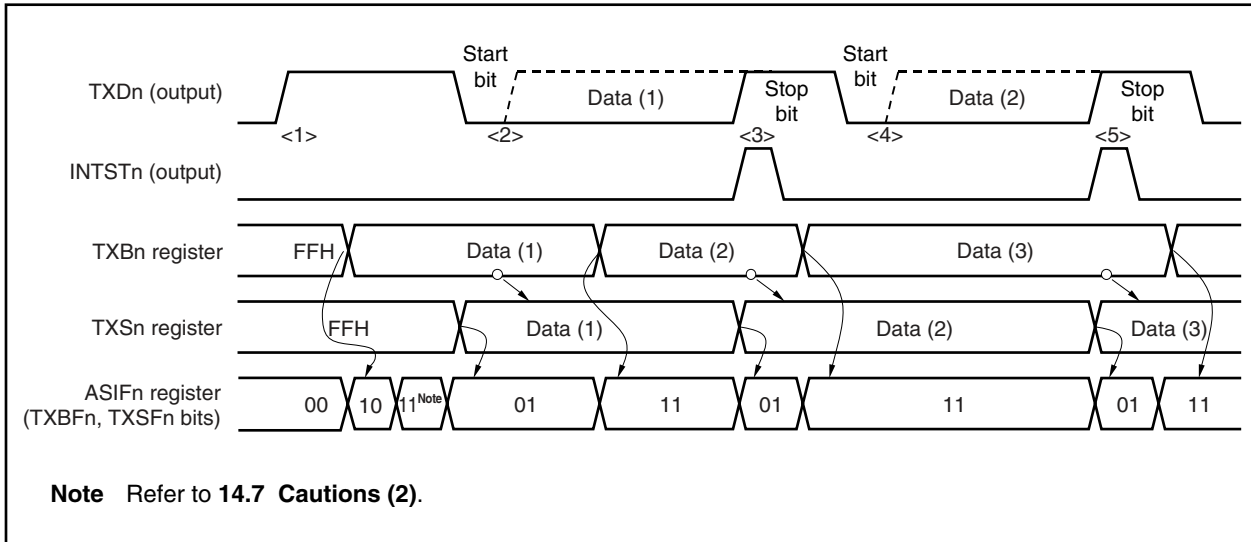 Start
bit
Start
bit
TXDn (output)
Data (1)
Stop
bit
Data (2)
Stop
bit
<1>
<2>
<3>
<4>
<5>
INTSTn (output)
TXBn register
FFH
Data (1)
Data (2)
Data (3)
TXSn register
FFH
Data (1)
Data (2)
Data (3)
ASIFn register
(TXBFn, TXSFn bits)
00
10
11Note
01
11
01
11
01
11
Note Refer to 14.7 Cautions (2).